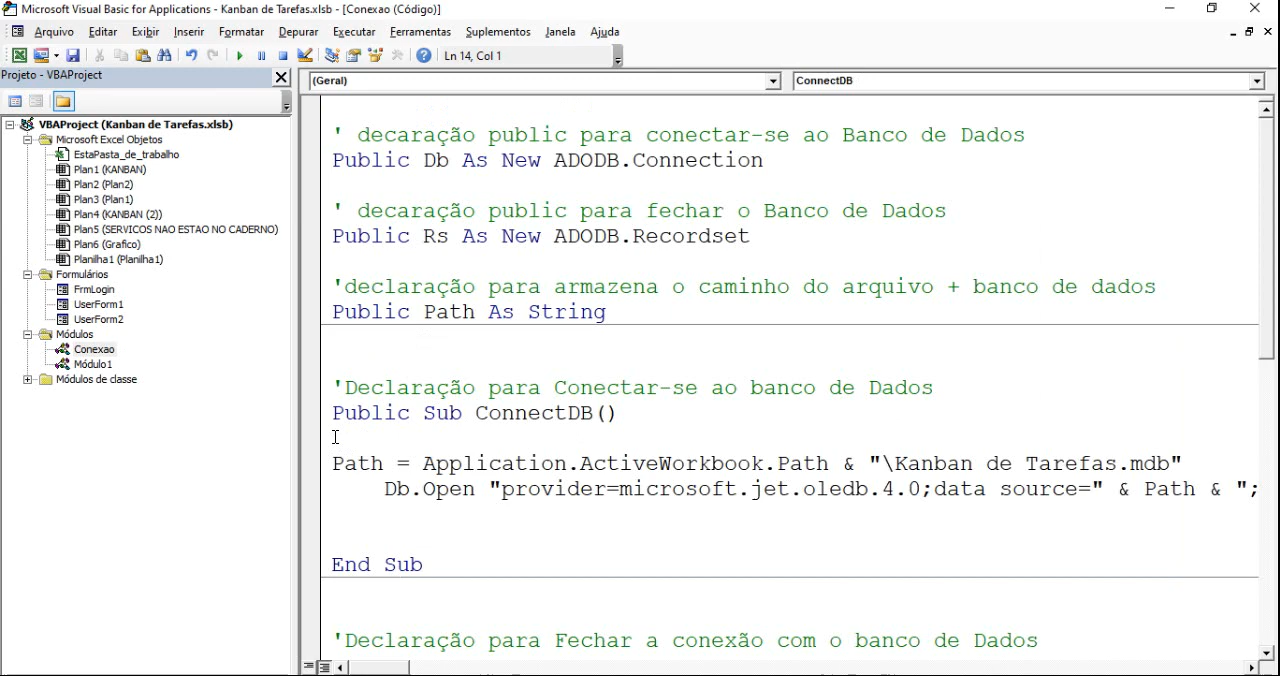 Microsoft Visual Basic for Applications - Kanban de Tarefas.xlsb - [Conexao (Código)]
Arquivo Editar Exibir Inserir Formatar Depurar Executar Ferramentas Suplementos Janela Ajuda
Ln 14, Col 1
Projeto - VBAProject
(Geral)
ConnectDB
VBAProject (Kanban de Tarefas.xlsb)
Microsoft Excel Objetos
EstaPasta_de_trabalho
Plan1 (KANBAN)
Plan2 (Plan2)
Plan3 (Plan1)
Plan4 (KANBAN (2))
Plan5 (SERVICOS NAO ESTAO NO CADERNO)
Plan6 (Grafico)
Planilha1 (Planilha1)
Formulários
FrmLogin
UserForm1
UserForm2
Módulos
Conexao
Módulo1
Módulos de classe
' decaração public para conectar-se ao Banco de Dados
Public Db As New ADODB.Connection
' decaração public para fechar o Banco de Dados
Public Rs As New ADODB.Recordset
'declaração para armazena o caminho do arquivo + banco de dados
Public Path As String
'Declaração para Conectar-se ao banco de Dados
Public Sub ConnectDB()
Path = Application.ActiveWorkbook.Path & "\Kanban de Tarefas.mdb"
Db.Open "provider=microsoft.jet.oledb.4.0;data source=" & Path & ";
End Sub
'Declaração para Fechar a conexão com o banco de Dados